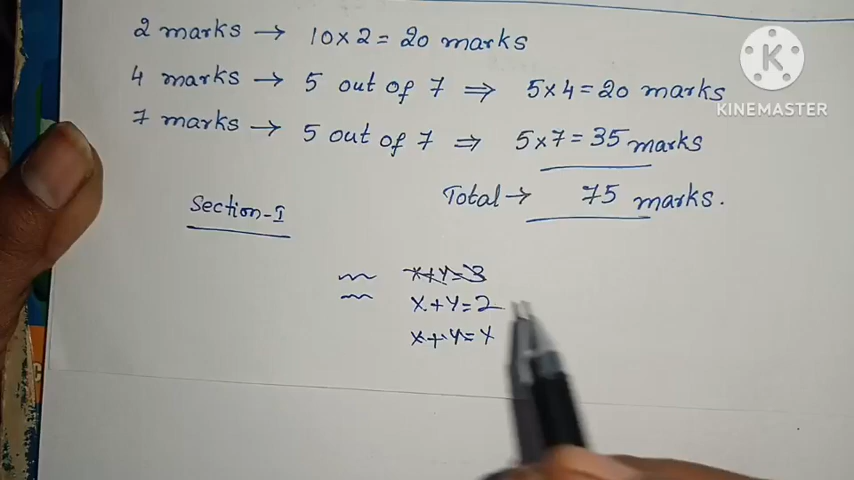 2 marks → 10×2 = 20 marks
4 marks → 5 out of 7 ⇒ 5×4 = 20 marks
7 marks → 5 out of 7 ⇒ 5×7 = 35 marks
Total → 75 marks.
Section-I
x+y=3
x+y=2
x+y=y
K
KINEMASTER